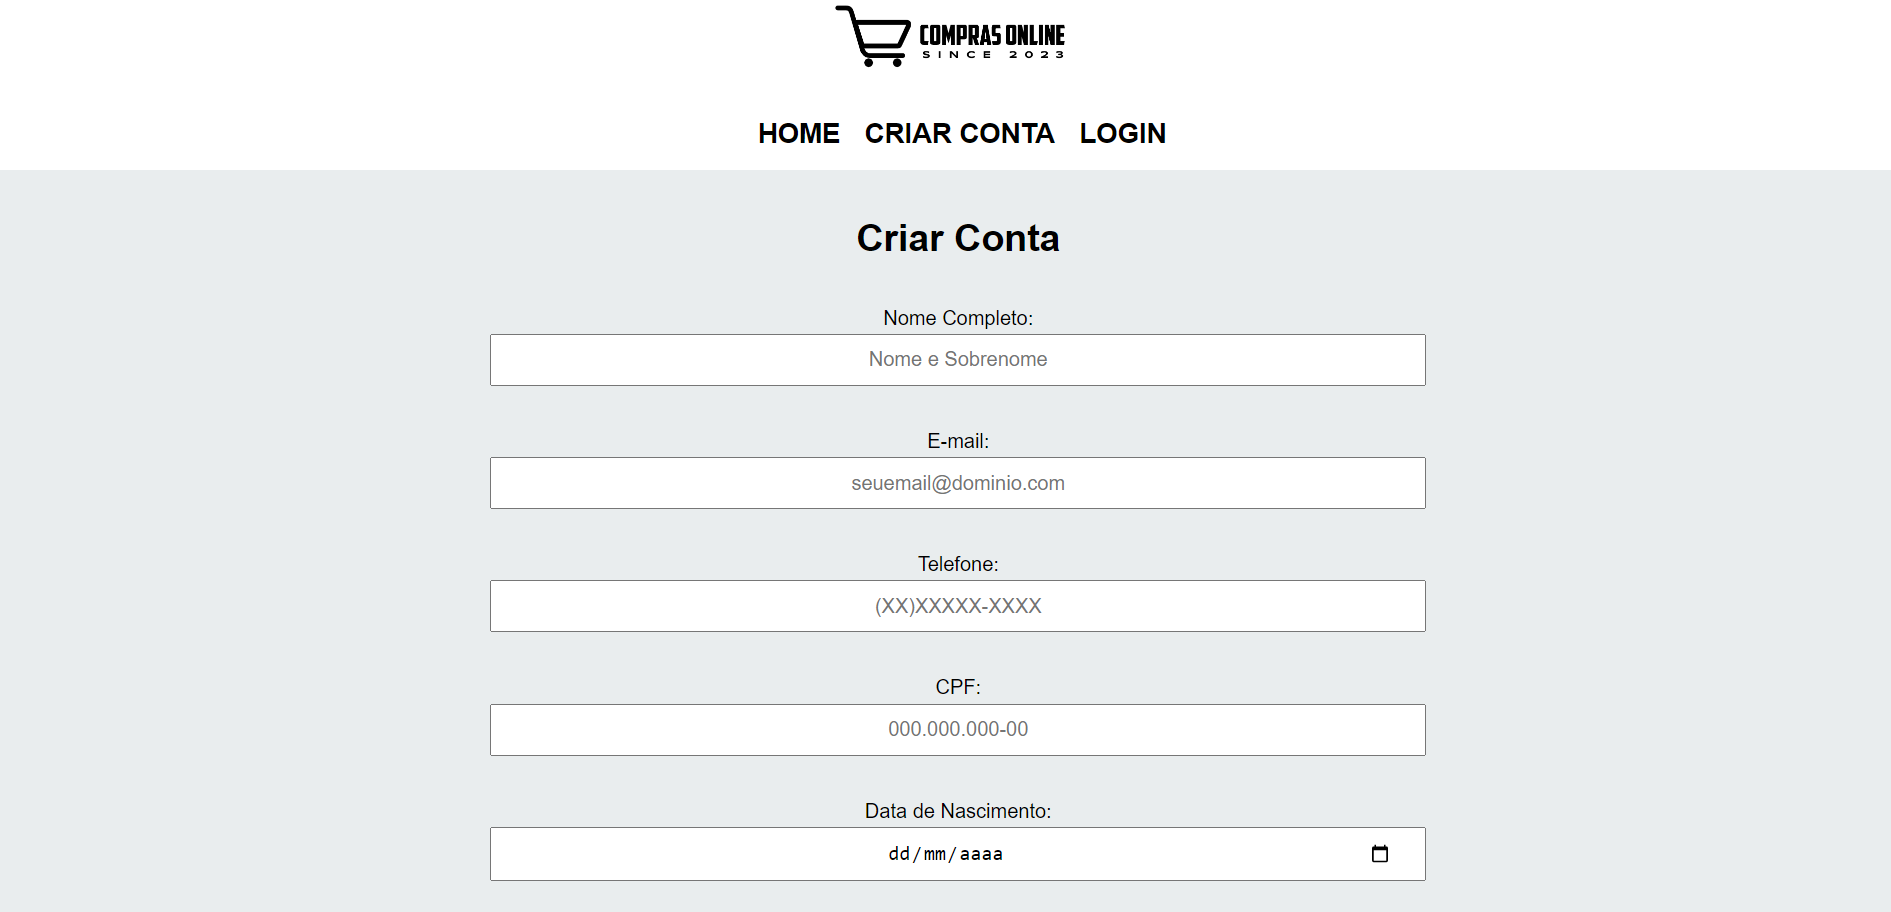 COMPRAS ONLINE
SINCE 2023
HOME CRIAR CONTA LOGIN
Criar Conta
Nome Completo:
Nome e Sobrenome
E-mail:
seuemail@dominio.com
Telefone:
(XX)XXXXX-XXXX
CPF:
000.000.000-00
Data de Nascimento:
dd/mm/aaaa